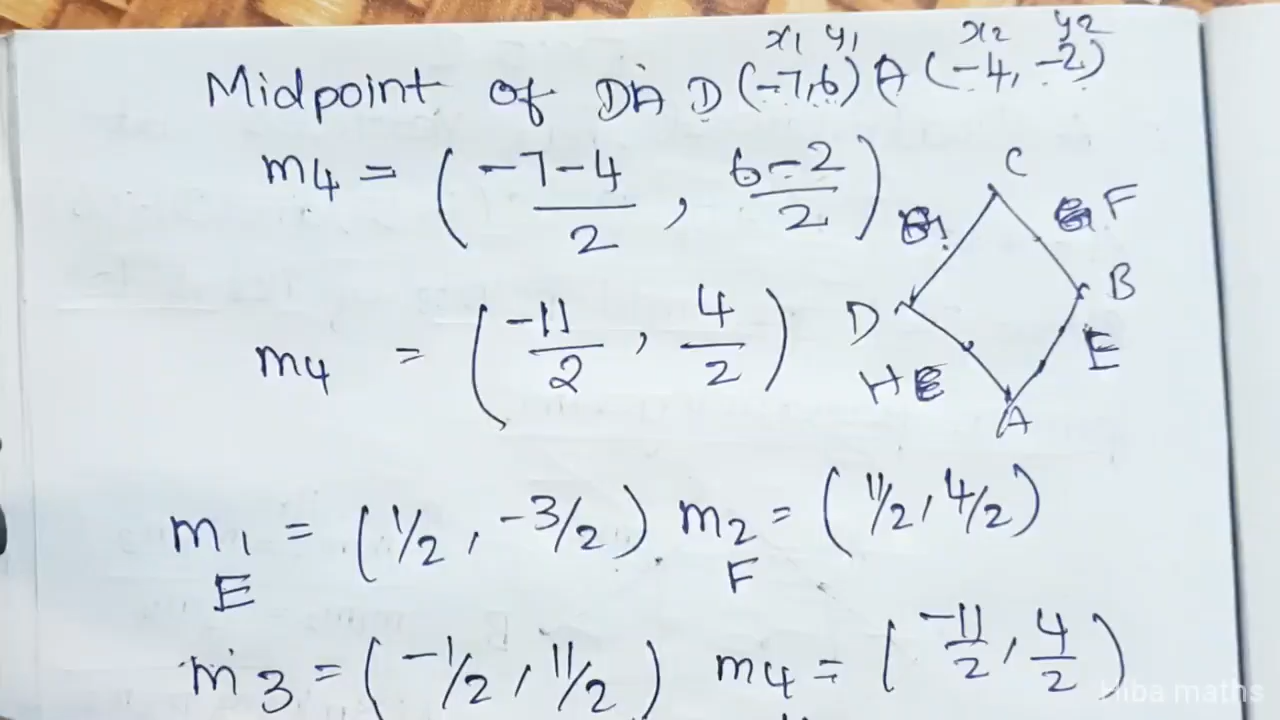 x1 y1 x2 y2
Midpoint of DA D (-7,6) A (-4, -2)
m4 = ( -7-4/2 , 6-2/2 )
C
F
B
m4 = ( -11/2 , 4/2 )
D
E
H
A
m1 = ( 1/2 , -3/2 ) m2 = ( 11/2 , 4/2 )
E F
m3 = ( -1/2 , 11/2 ) m4 = ( -11/2 , 4/2 )
Hiba maths